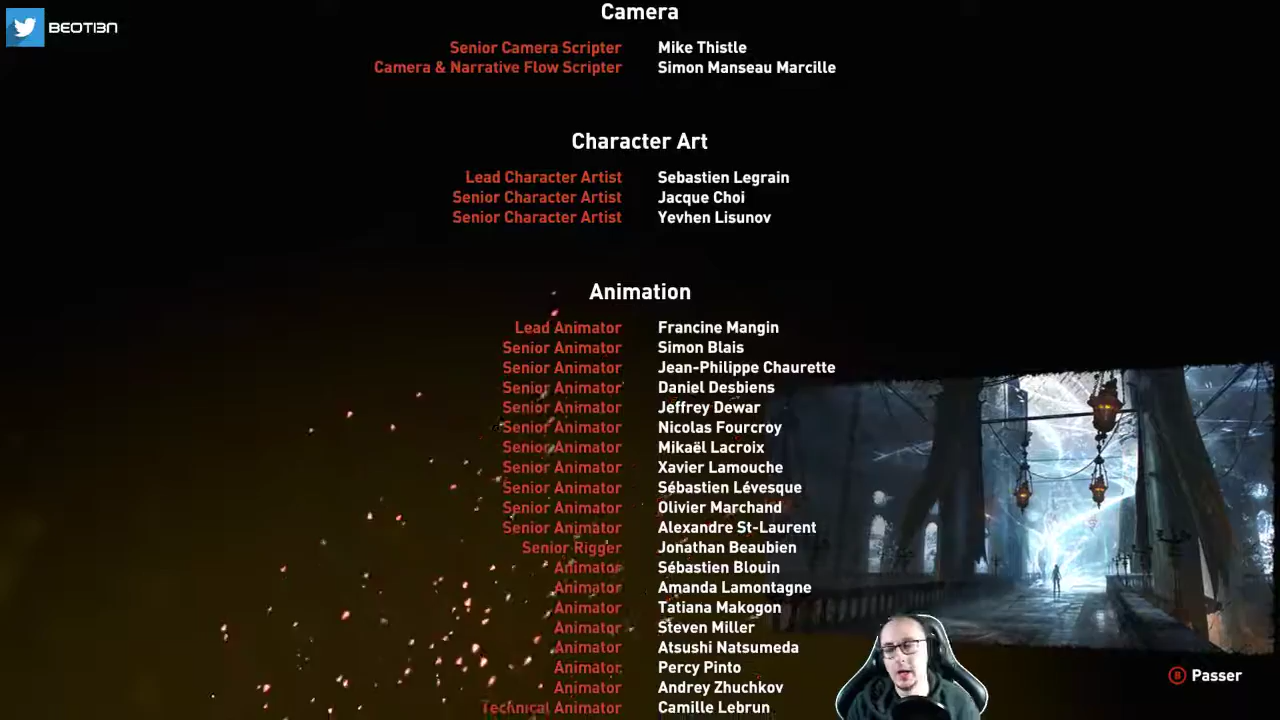 BEOTI3N
Camera
Senior Camera Scripter Mike Thistle
Camera & Narrative Flow Scripter Simon Manseau Marcille
Character Art
Lead Character Artist Sebastien Legrain
Senior Character Artist Jacque Choi
Senior Character Artist Yevhen Lisunov
Animation
Lead Animator Francine Mangin
Senior Animator Simon Blais
Senior Animator Jean-Philippe Chaurette
Senior Animator Daniel Desbiens
Senior Animator Jeffrey Dewar
Senior Animator Nicolas Fourcroy
Senior Animator Mikaël Lacroix
Senior Animator Xavier Lamouche
Senior Animator Sébastien Lévesque
Senior Animator Olivier Marchand
Senior Animator Alexandre St-Laurent
Senior Rigger Jonathan Beaubien
Animator Sébastien Blouin
Animator Amanda Lamontagne
Animator Tatiana Makogon
Animator Steven Miller
Animator Atsushi Natsumeda
Animator Percy Pinto
Animator Andrey Zhuchkov
Technical Animator Camille Lebrun
B Passer